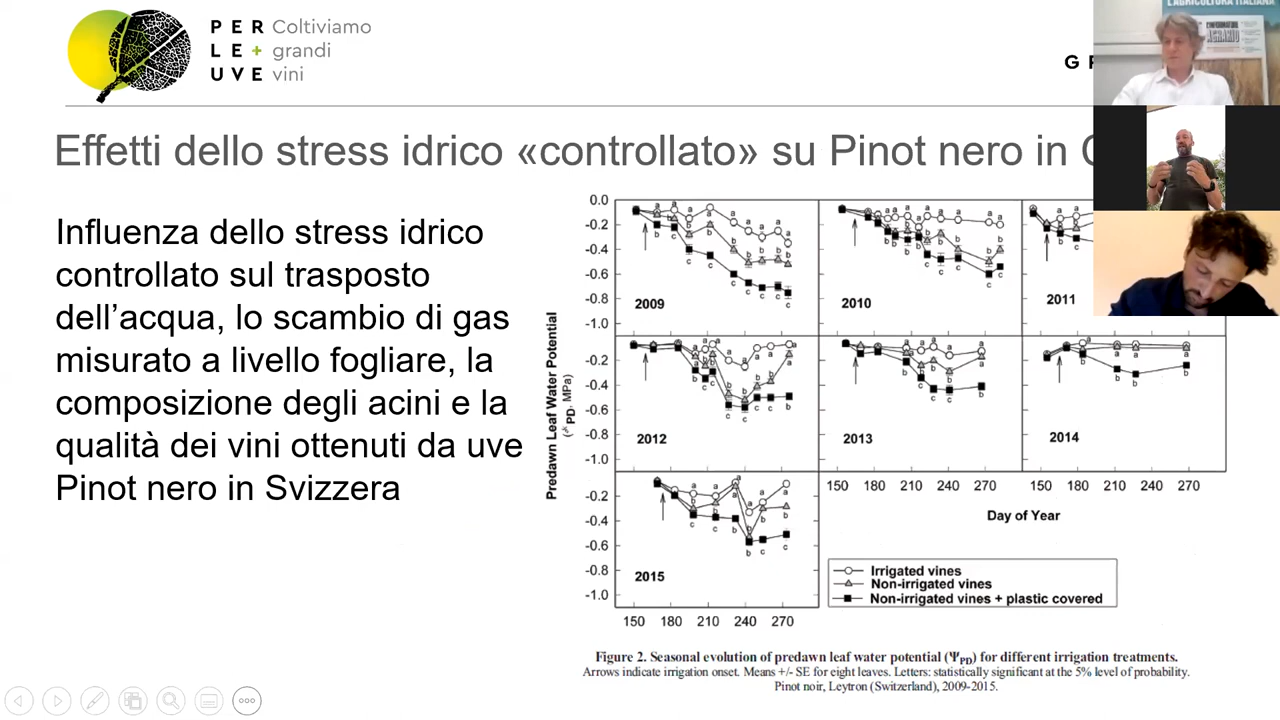 PER Coltiviamo
LE+ grandi
UVE vini
Effetti dello stress idrico «controllato» su Pinot nero in
Influenza dello stress idrico
controllato sul trasposto
dell’acqua, lo scambio di gas
misurato a livello fogliare, la
composizione degli acini e la
qualità dei vini ottenuti da uve
Pinot nero in Svizzera
L'AGRICOLTURA ITALIANA
AGRARIO
Predawn Leaf Water Potential
(ΨPD, MPa)
0.0
-0.2
-0.4
-0.6
-0.8
-1.0
2009
2010
2011
-0.2
-0.4
-0.6
-0.8
-1.0
2012
2013
2014
-0.2
-0.4
-0.6
-0.8
-1.0
2015
150 180 210 240 270
150 180 210 240 270
150 180 210 240 270
Day of Year
Irrigated vines
Non-irrigated vines
Non-irrigated vines + plastic covered
Figure 2. Seasonal evolution of predawn leaf water potential (ΨPD) for different irrigation treatments.
Arrows indicate irrigation onset. Means +/- SE for eight leaves. Letters: statistically significant at the 5% level of probability.
Pinot noir, Leytron (Switzerland), 2009-2015.